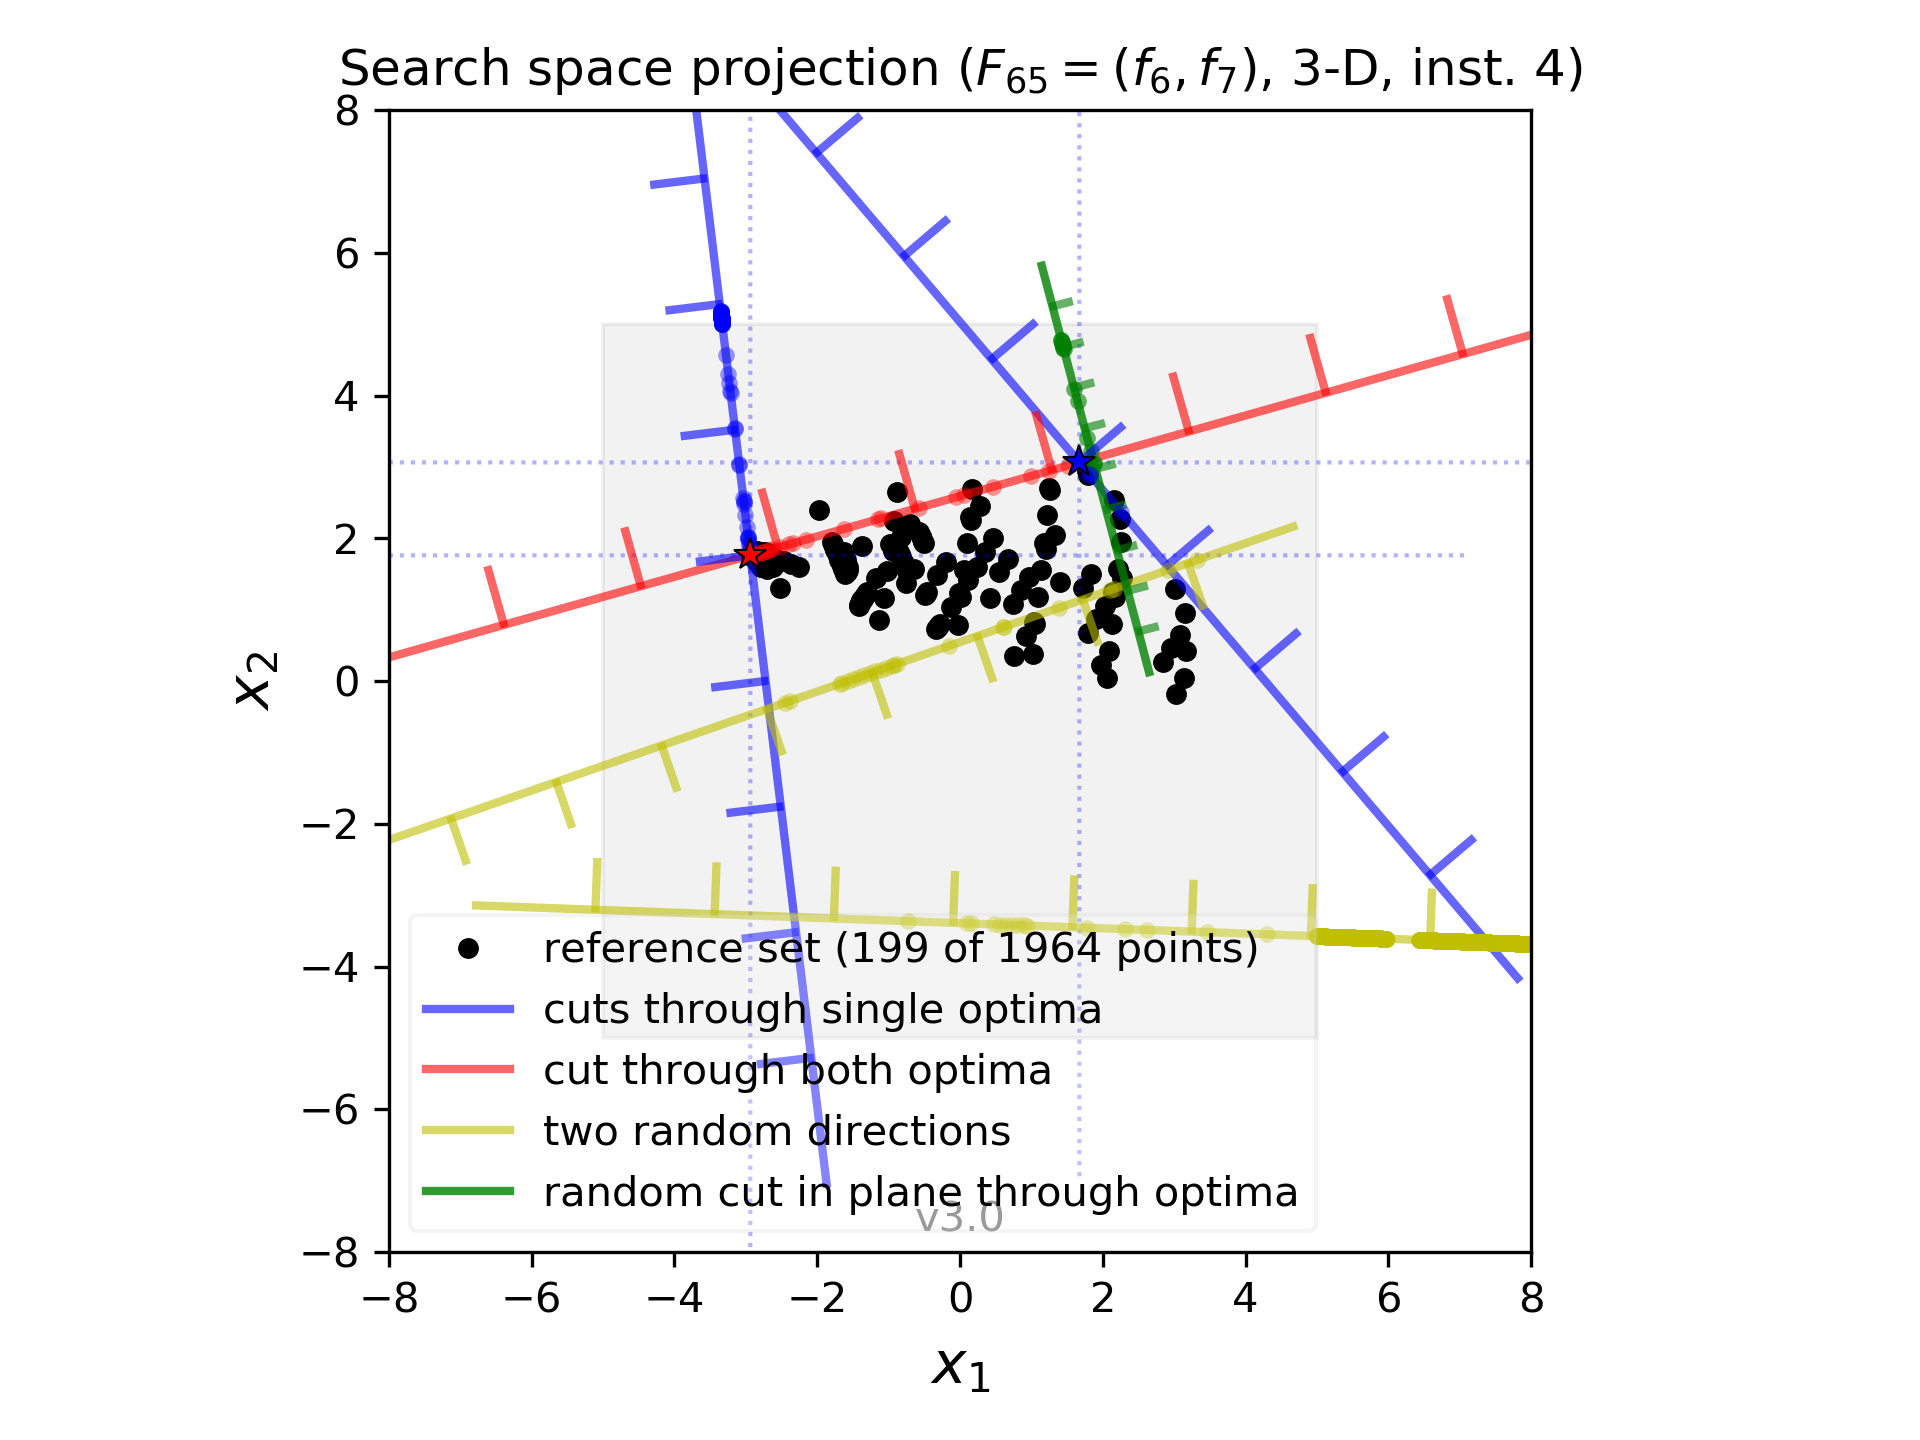 Search space projection (F65 = (f6, f7), 3-D, inst. 4)
8
6
4
2
0
−2
−4
−6
−8
x2
reference set (199 of 1964 points)
cuts through single optima
cut through both optima
two random directions
random cut in plane through optima
v3.0
−8 −6 −4 −2 0 2 4 6 8
x1